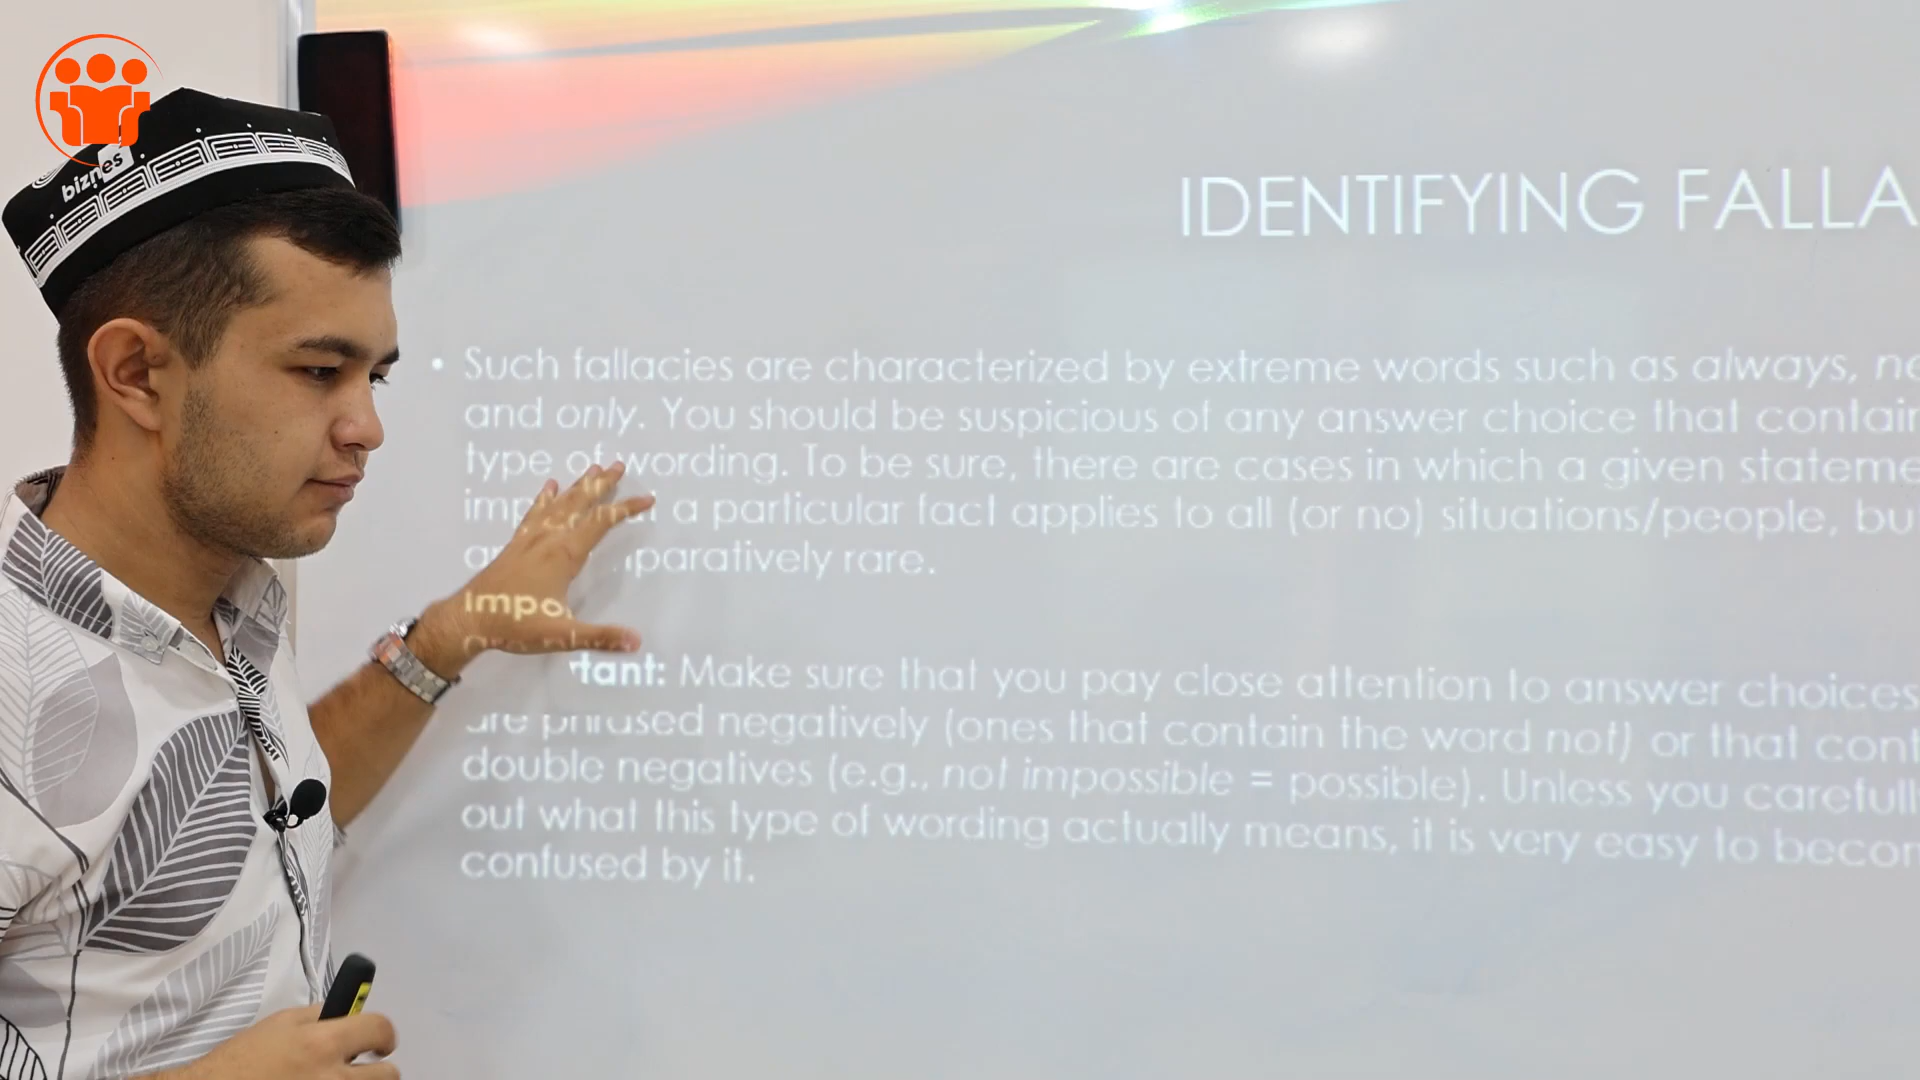 biznes
IDENTIFYING FALLA
• Such fallacies are characterized by extreme words such as always, ne
and only. You should be suspicious of any answer choice that contain
type of wording. To be sure, there are cases in which a given stateme
a particular fact applies to all (or no) situations/people, bu
paratively rare.
Important: Make sure that you pay close attention to answer choices
are phrased negatively (ones that contain the word not) or that cont
double negatives (e.g., not impossible = possible). Unless you carefull
out what this type of wording actually means, it is very easy to becom
confused by it.